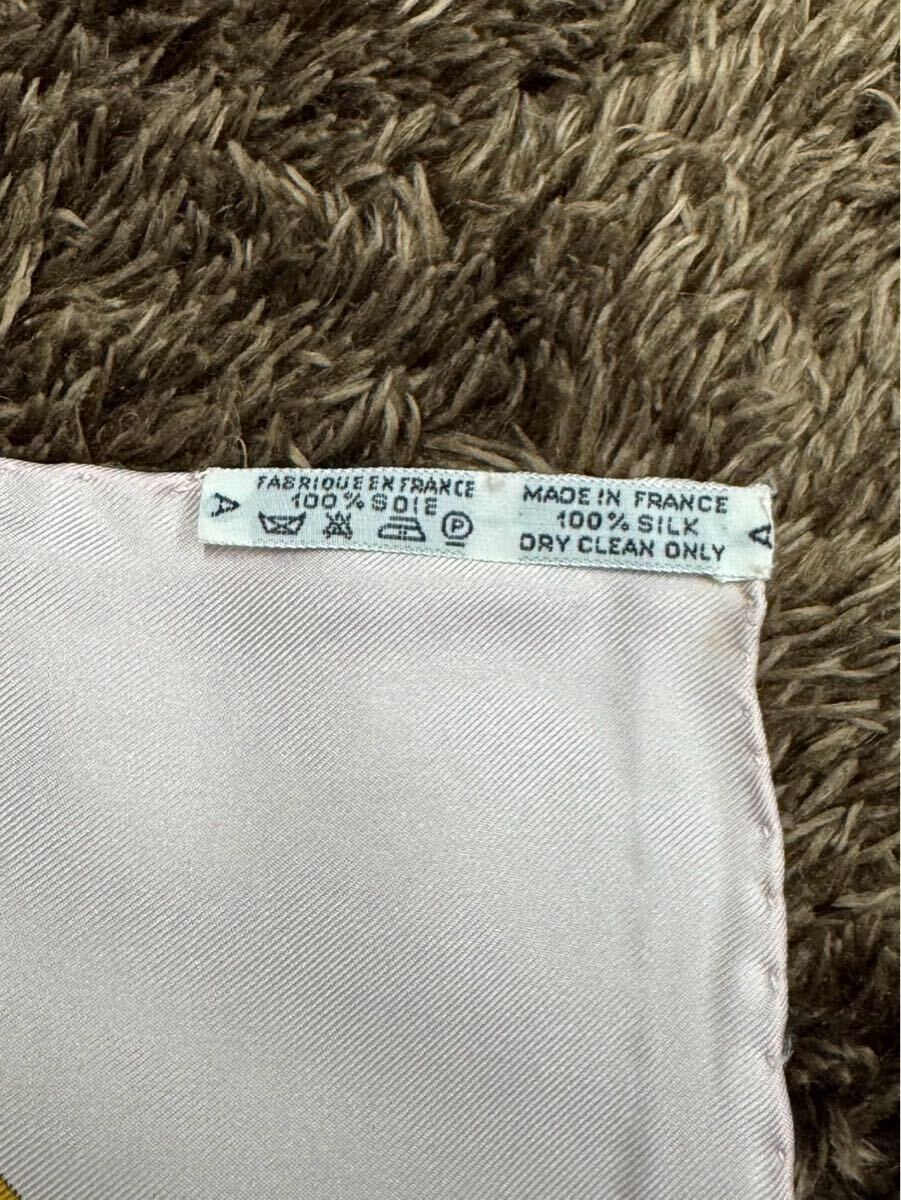 A
FABRIQUE EN FRANCE
100% SOIE
P
MADE IN FRANCE
100% SILK
DRY CLEAN ONLY
A